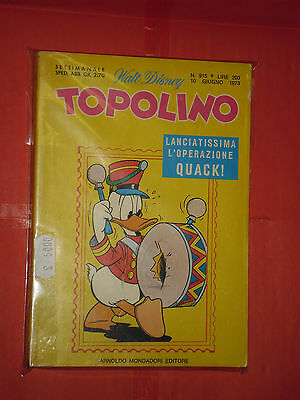 SETTIMANALE
SPED. ABB. GR. 2/70
Walt Disney
N. 915 • LIRE 200
10 GIUGNO 1973
TOPOLINO
LANCIATISSIMA
L'OPERAZIONE
QUACK!
ARNOLDO MONDADORI EDITORE